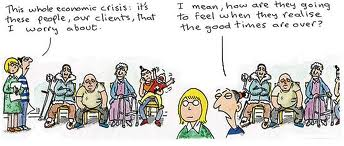 This whole economic crisis: it's
these people, our clients, that
I worry about.
I mean, how are they going
to feel when they realise
the good times are over?